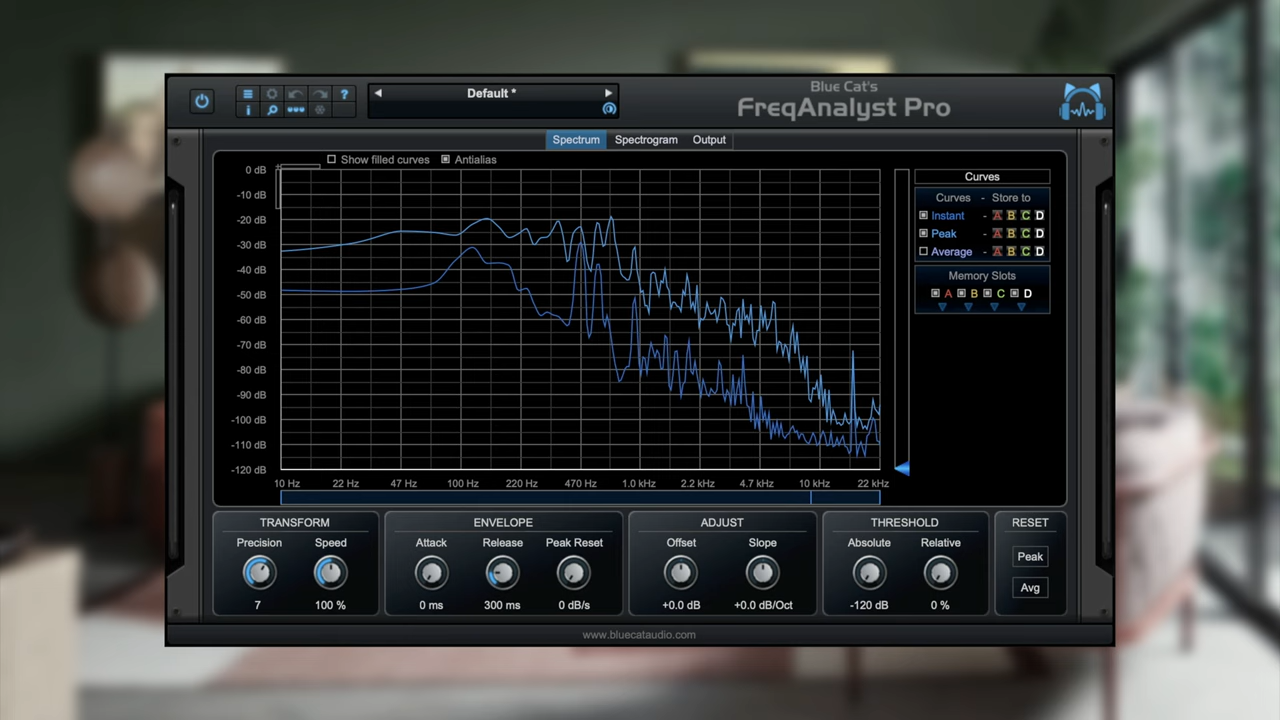 Blue Cat's
Default *
FreqAnalyst Pro
?
i
Spectrum Spectrogram Output
Show filled curves Antialias
0 dB
-10 dB
-20 dB
-30 dB
-40 dB
-50 dB
-60 dB
-70 dB
-80 dB
-90 dB
-100 dB
-110 dB
-120 dB
10 Hz 22 Hz 47 Hz 100 Hz 220 Hz 470 Hz 1.0 kHz 2.2 kHz 4.7 kHz 10 kHz 22 kHz
Curves
Curves - Store to
Instant - A B C D
Peak - A B C D
Average - A B C D
Memory Slots
A B C D
TRANSFORM
Precision Speed
7 100 %
ENVELOPE
Attack Release Peak Reset
0 ms 300 ms 0 dB/s
ADJUST
Offset Slope
+0.0 dB +0.0 dB/Oct
THRESHOLD
Absolute Relative
-120 dB 0 %
RESET
Peak
Avg
www.bluecataudio.com